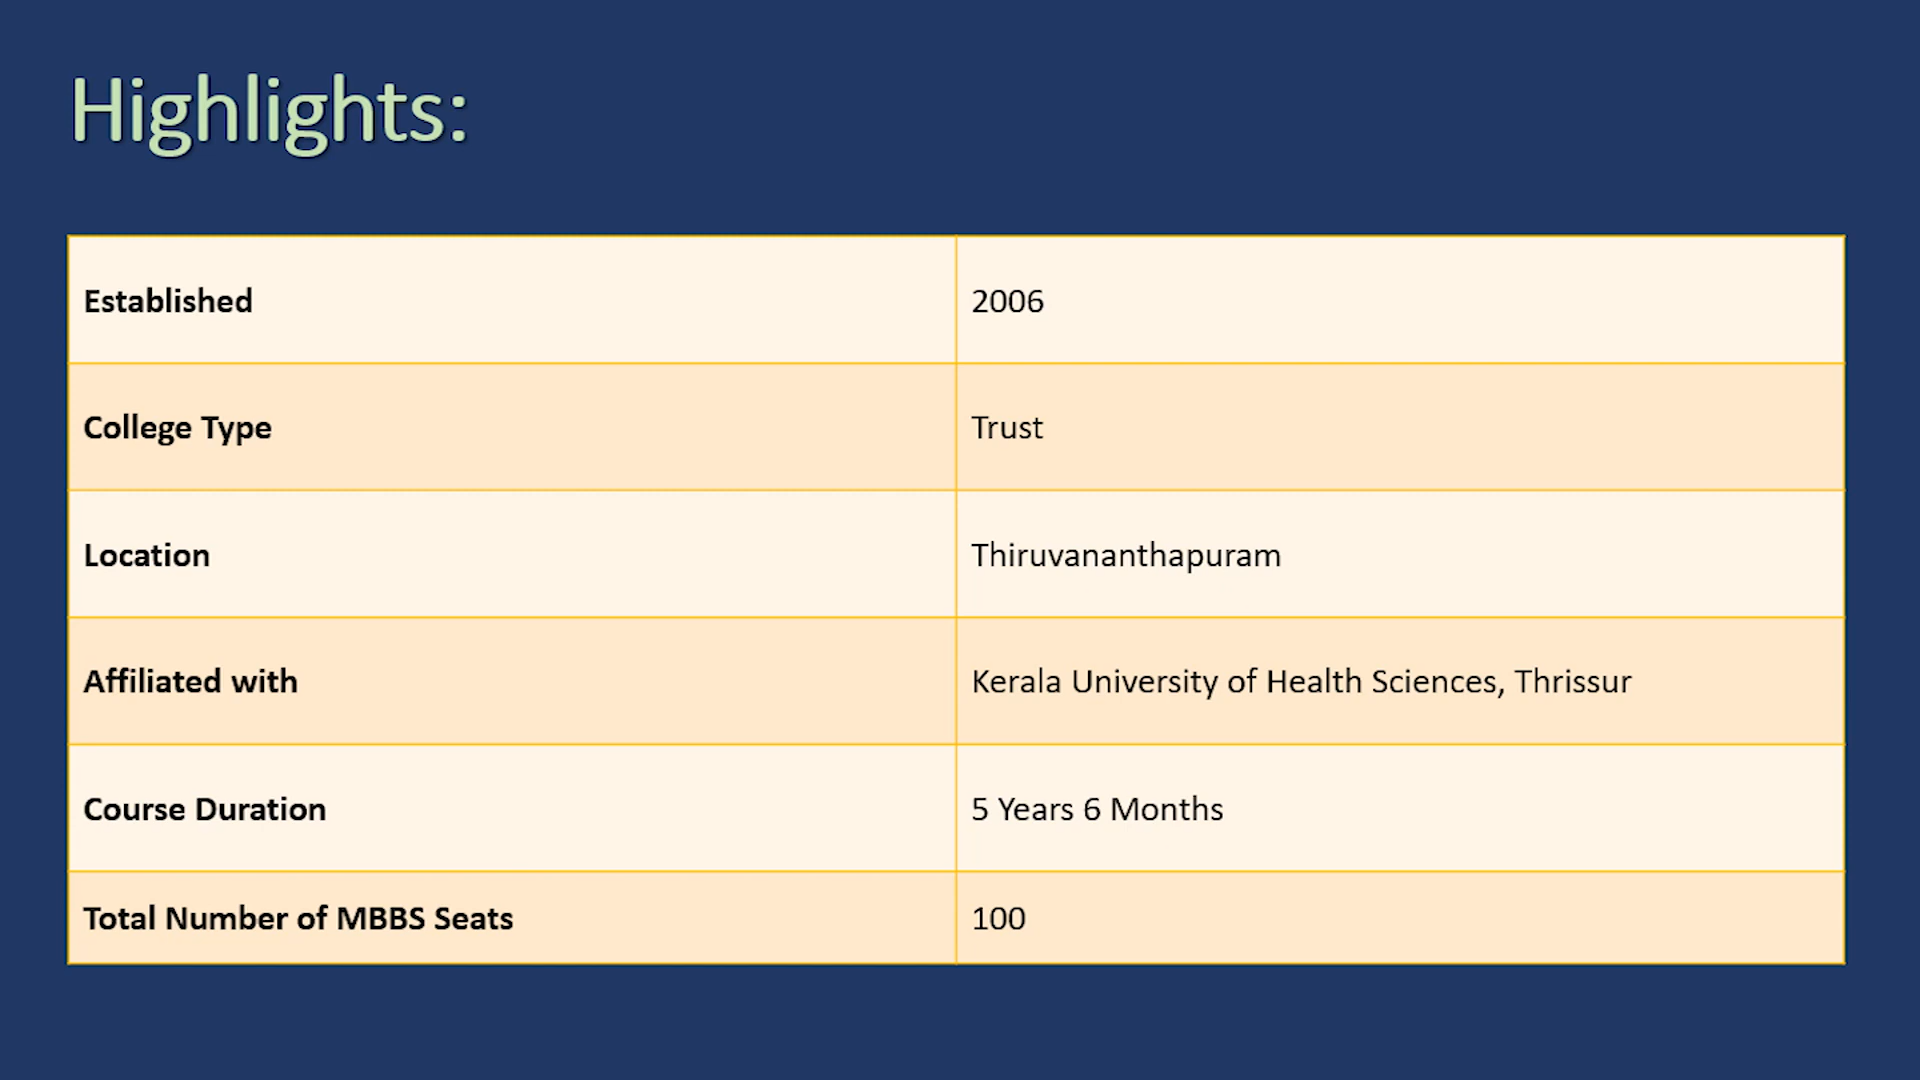 Highlights:
Established 2006
College Type Trust
Location Thiruvananthapuram
Affiliated with Kerala University of Health Sciences, Thrissur
Course Duration 5 Years 6 Months
Total Number of MBBS Seats 100